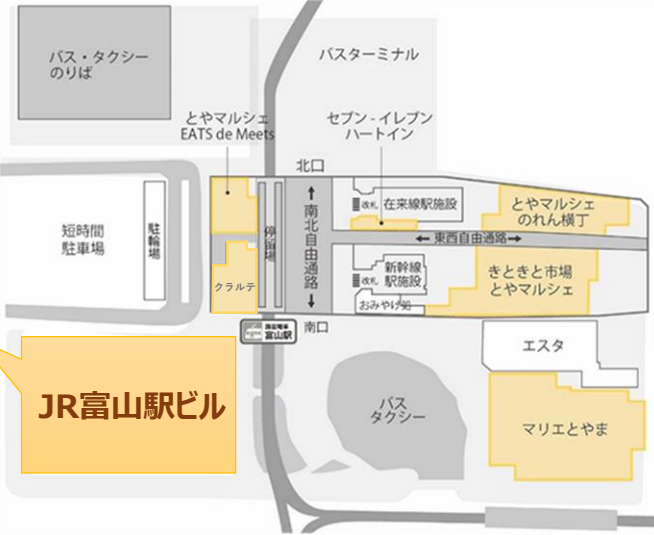 バス・タクシー
のりば
バスターミナル
とやマルシェ
EATS de Meets
セブン‐イレブン
ハートイン
北口
短時間
駐車場
駐輪場
停留場
南北自由通路
改札
在来線駅施設
とやマルシェ
のれん横丁
東西自由通路
クラルテ
改札
新幹線
駅施設
おみやげ処
きときと市場
とやマルシェ
富山駅
南口
エスタ
JR富山駅ビル
バス
タクシー
マリエとやま